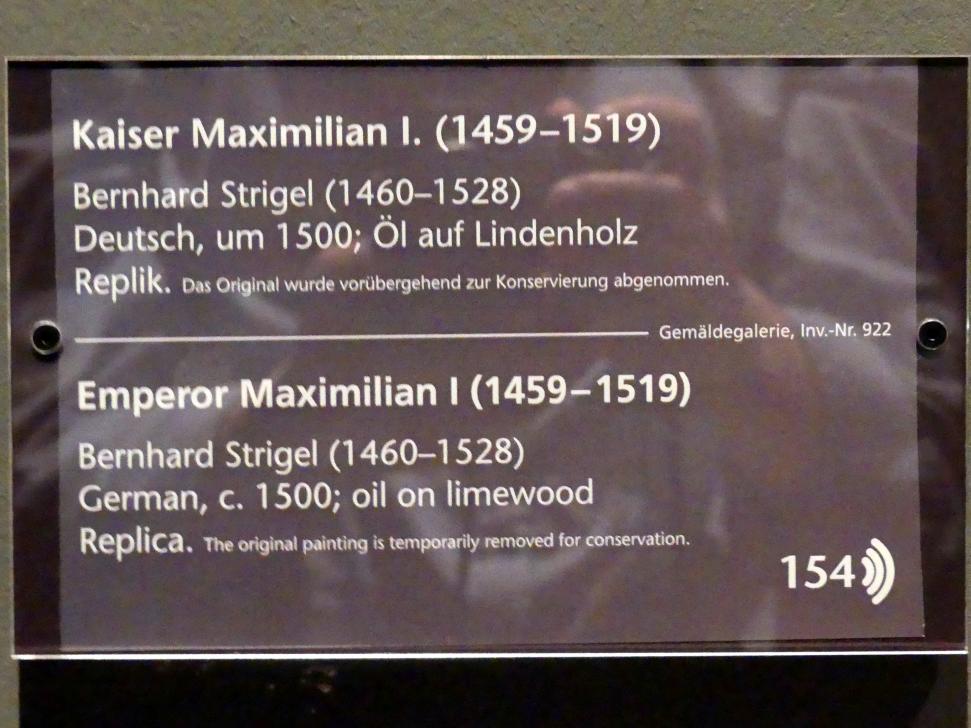 Kaiser Maximilian I. (1459–1519)
Bernhard Strigel (1460–1528)
Deutsch, um 1500; Öl auf Lindenholz
Replik. Das Original wurde vorübergehend zur Konservierung abgenommen.
Gemäldegalerie, Inv.-Nr. 922
Emperor Maximilian I (1459–1519)
Bernhard Strigel (1460–1528)
German, c. 1500; oil on limewood
Replica. The original painting is temporarily removed for conservation.
154